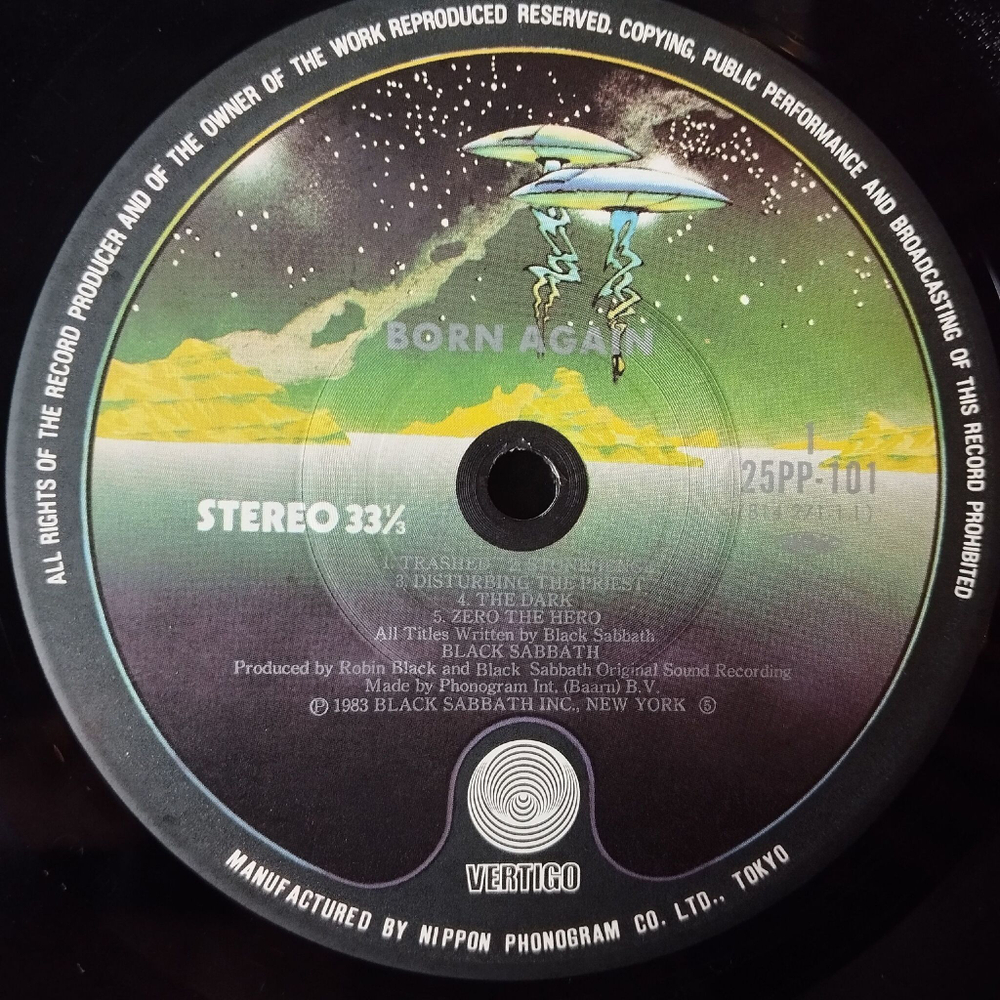 ALL RIGHTS OF THE RECORD PRODUCER AND OF THE OWNER OF THE WORK REPRODUCED RESERVED. COPYING, PUBLIC PERFORMANCE AND BROADCASTING OF THIS RECORD PROHIBITED
BORN AGAIN
1
25PP-101
STEREO 33⅓
1. TRASHED 2. STONEHENGE
3. DISTURBING THE PRIEST
4. THE DARK
5. ZERO THE HERO
All Titles Written by Black Sabbath
BLACK SABBATH
Produced by Robin Black and Black Sabbath Original Sound Recording
Made by Phonogram Int. (Baarn) B.V.
Ⓟ 1983 BLACK SABBATH INC., NEW YORK ⑤
VERTIGO
MANUFACTURED BY NIPPON PHONOGRAM CO. LTD., TOKYO